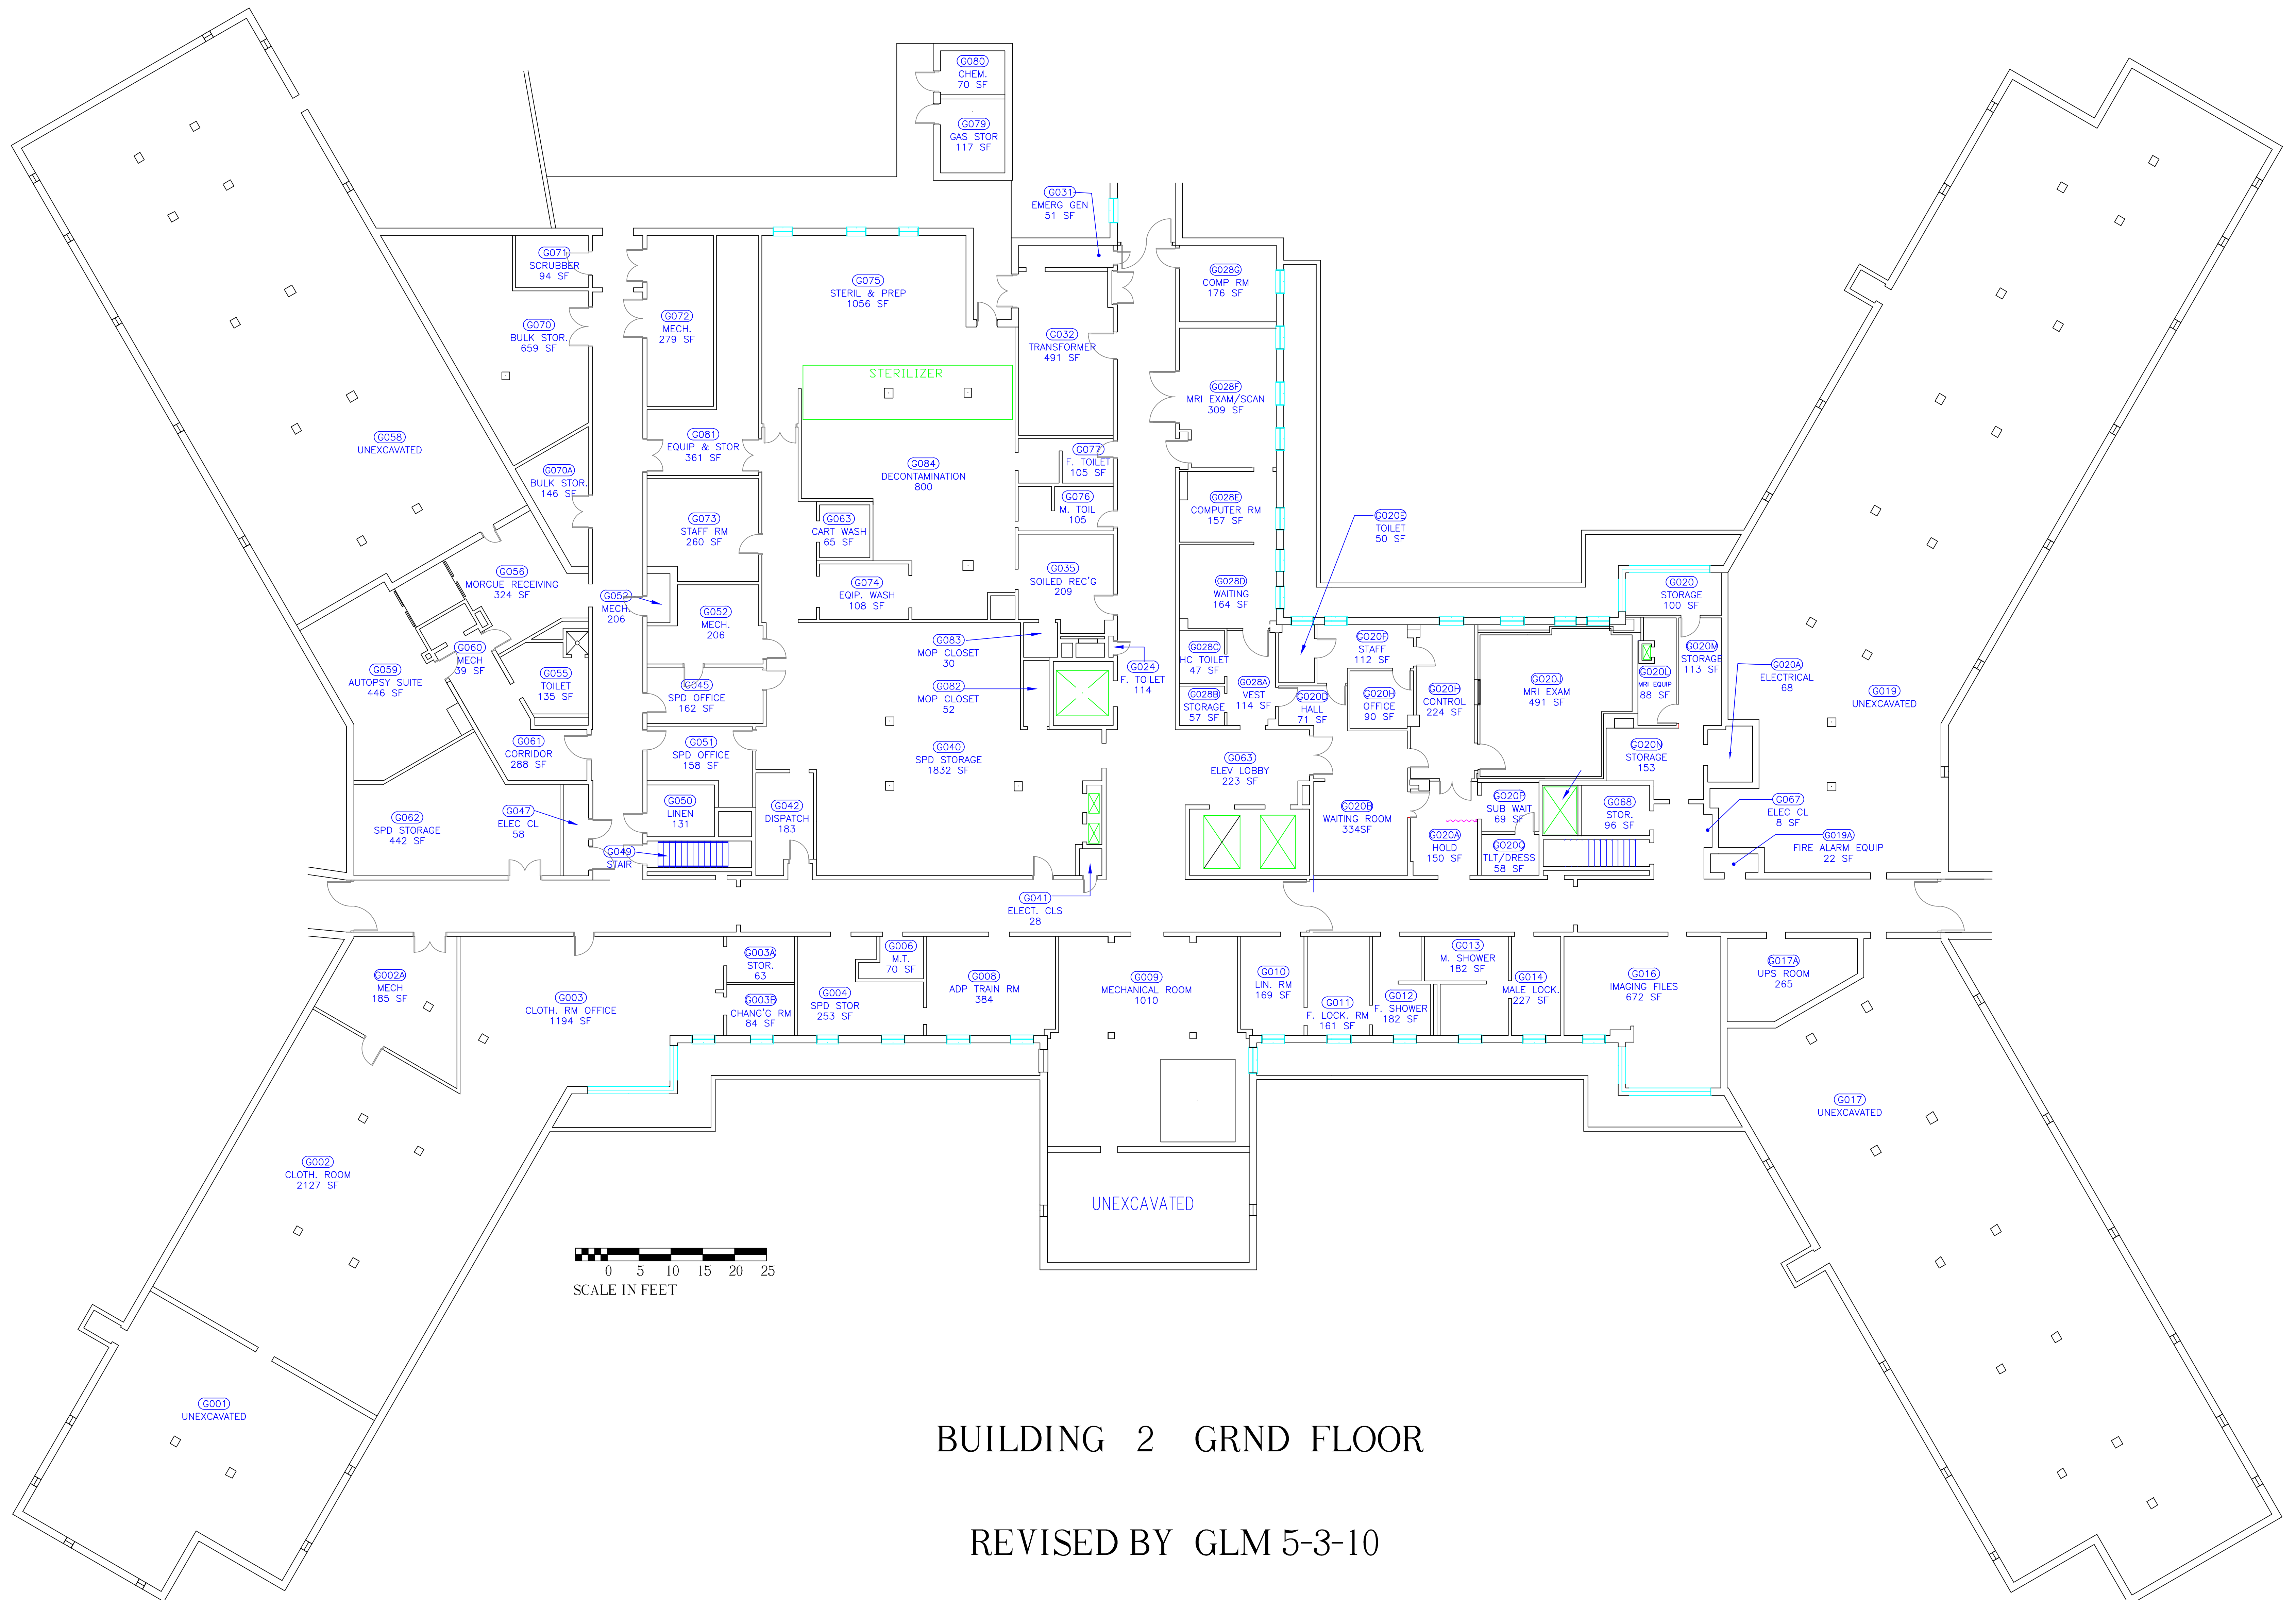 G080
CHEM.
70 SF
G079
GAS STOR
117 SF
G031
EMERG GEN
51 SF
G071
SCRUBBER
94 SF
G028G
COMP RM
176 SF
G075
STERIL & PREP
1056 SF
G072
MECH.
279 SF
G070
BULK STOR.
659 SF
G032
TRANSFORMER
491 SF
STERILIZER
G028F
MRI EXAM/SCAN
309 SF
G058
UNEXCAVATED
G081
EQUIP & STOR
361 SF
G077
F. TOILET
105 SF
G084
DECONTAMINATION
800
G070A
BULK STOR.
146 SF
G076
M. TOIL
105
G028E
COMPUTER RM
157 SF
G073
STAFF RM
260 SF
G063
CART WASH
65 SF
G020E
TOILET
50 SF
G056
MORGUE RECEIVING
324 SF
G035
SOILED REC'G
209
G074
EQIP. WASH
108 SF
G028D
WAITING
164 SF
G020
STORAGE
100 SF
G052
MECH.
206
G052
MECH.
206
G083
MOP CLOSET
30
G020F
STAFF
112 SF
G060
MECH
39 SF
G028C
HC TOILET
47 SF
G020M
STORAGE
113 SF
G059
AUTOPSY SUITE
446 SF
G055
TOILET
135 SF
G024
F. TOILET
114
G020L
MRI EQUIP
88 SF
G020A
ELECTRICAL
68
G045
SPD OFFICE
162 SF
G082
MOP CLOSET
52
G028B
STORAGE
57 SF
G028A
VEST
114 SF
G020D
HALL
71 SF
G020H
OFFICE
90 SF
G020H
CONTROL
224 SF
G020J
MRI EXAM
491 SF
G019
UNEXCAVATED
G061
CORRIDOR
288 SF
G051
SPD OFFICE
158 SF
G040
SPD STORAGE
1832 SF
G063
ELEV LOBBY
223 SF
G020N
STORAGE
153
G062
SPD STORAGE
442 SF
G047
ELEC CL
58
G050
LINEN
131
G042
DISPATCH
183
G020B
WAITING ROOM
334SF
G020P
SUB WAIT
69 SF
G068
STOR.
96 SF
G067
ELEC CL
8 SF
G020A
HOLD
150 SF
G020Q
TLT/DRESS
58 SF
G019A
FIRE ALARM EQUIP
22 SF
G049
STAIR
G041
ELECT. CLS
28
G002A
MECH
185 SF
G003
CLOTH. RM OFFICE
1194 SF
G003A
STOR.
63
G003B
CHANG'G RM
84 SF
G004
SPD STOR
253 SF
G006
M.T.
70 SF
G008
ADP TRAIN RM
384
G009
MECHANICAL ROOM
1010
G010
LIN. RM
169 SF
G011
F. LOCK. RM
161 SF
G012
F. SHOWER
182 SF
G013
M. SHOWER
182 SF
G014
MALE LOCK.
227 SF
G016
IMAGING FILES
672 SF
G017A
UPS ROOM
265
G017
UNEXCAVATED
G002
CLOTH. ROOM
2127 SF
UNEXCAVATED
0 5 10 15 20 25
SCALE IN FEET
G001
UNEXCAVATED
BUILDING 2 GRND FLOOR
REVISED BY GLM 5-3-10